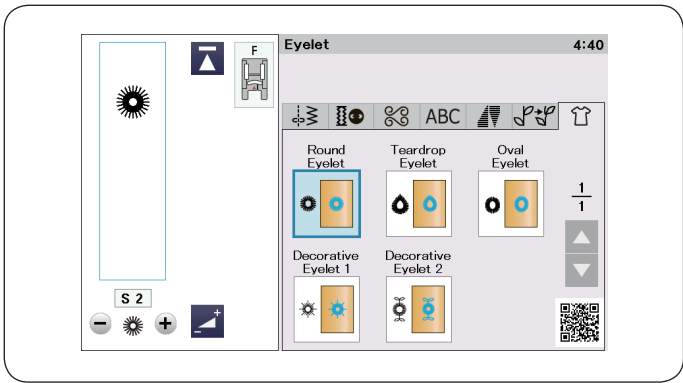 F
Eyelet 4:40
ABC
Round
Eyelet
Teardrop
Eyelet
Oval
Eyelet
1
1
Decorative
Eyelet 1
Decorative
Eyelet 2
S 2